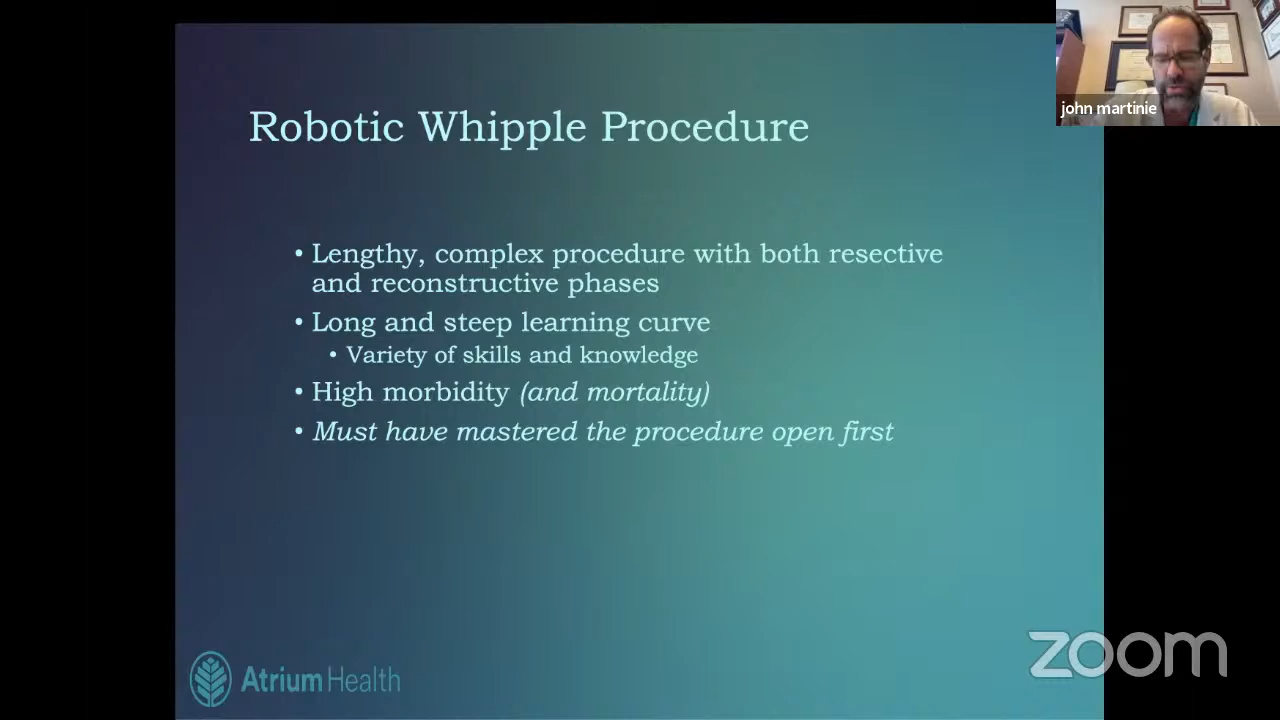 john martinie
Robotic Whipple Procedure
• Lengthy, complex procedure with both resective
and reconstructive phases
• Long and steep learning curve
• Variety of skills and knowledge
• High morbidity (and mortality)
• Must have mastered the procedure open first
Atrium Health
zoom